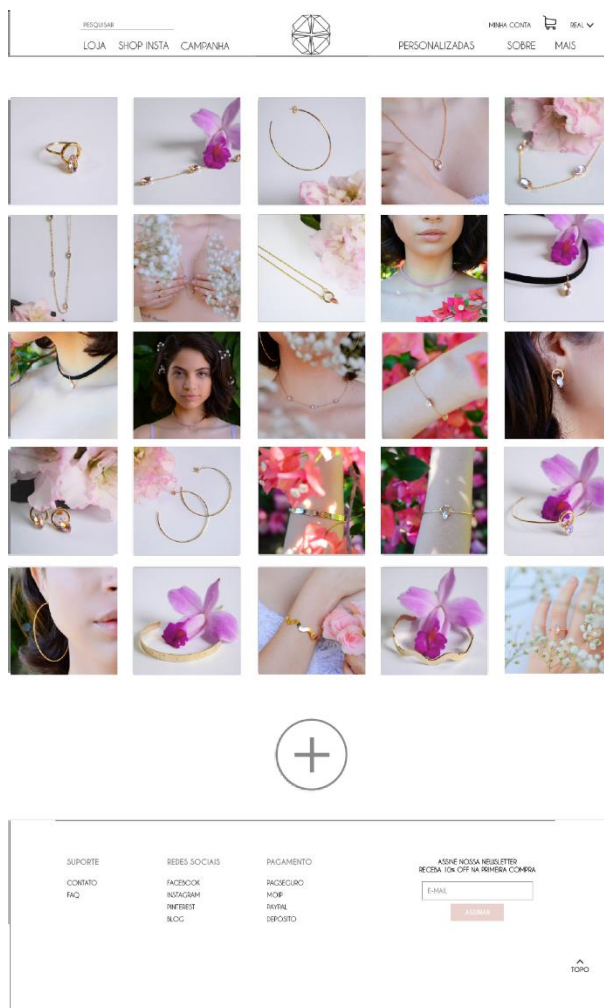 PESQUISAR
MINHA CONTA REAL
LOJA SHOP INSTA CAMPANHA PERSONALIZADAS SOBRE MAIS
SUPORTE
CONTATO
FAQ
REDES SOCIAIS
FACEBOOK
INSTAGRAM
PINTEREST
BLOG
PAGAMENTO
PAGSEGURO
MOIP
PAYPAL
DEPÓSITO
ASSINE NOSSA NEWSLETTER
RECEBA 10% OFF NA PRIMEIRA COMPRA
E-MAIL
ASSINAR
TOPO